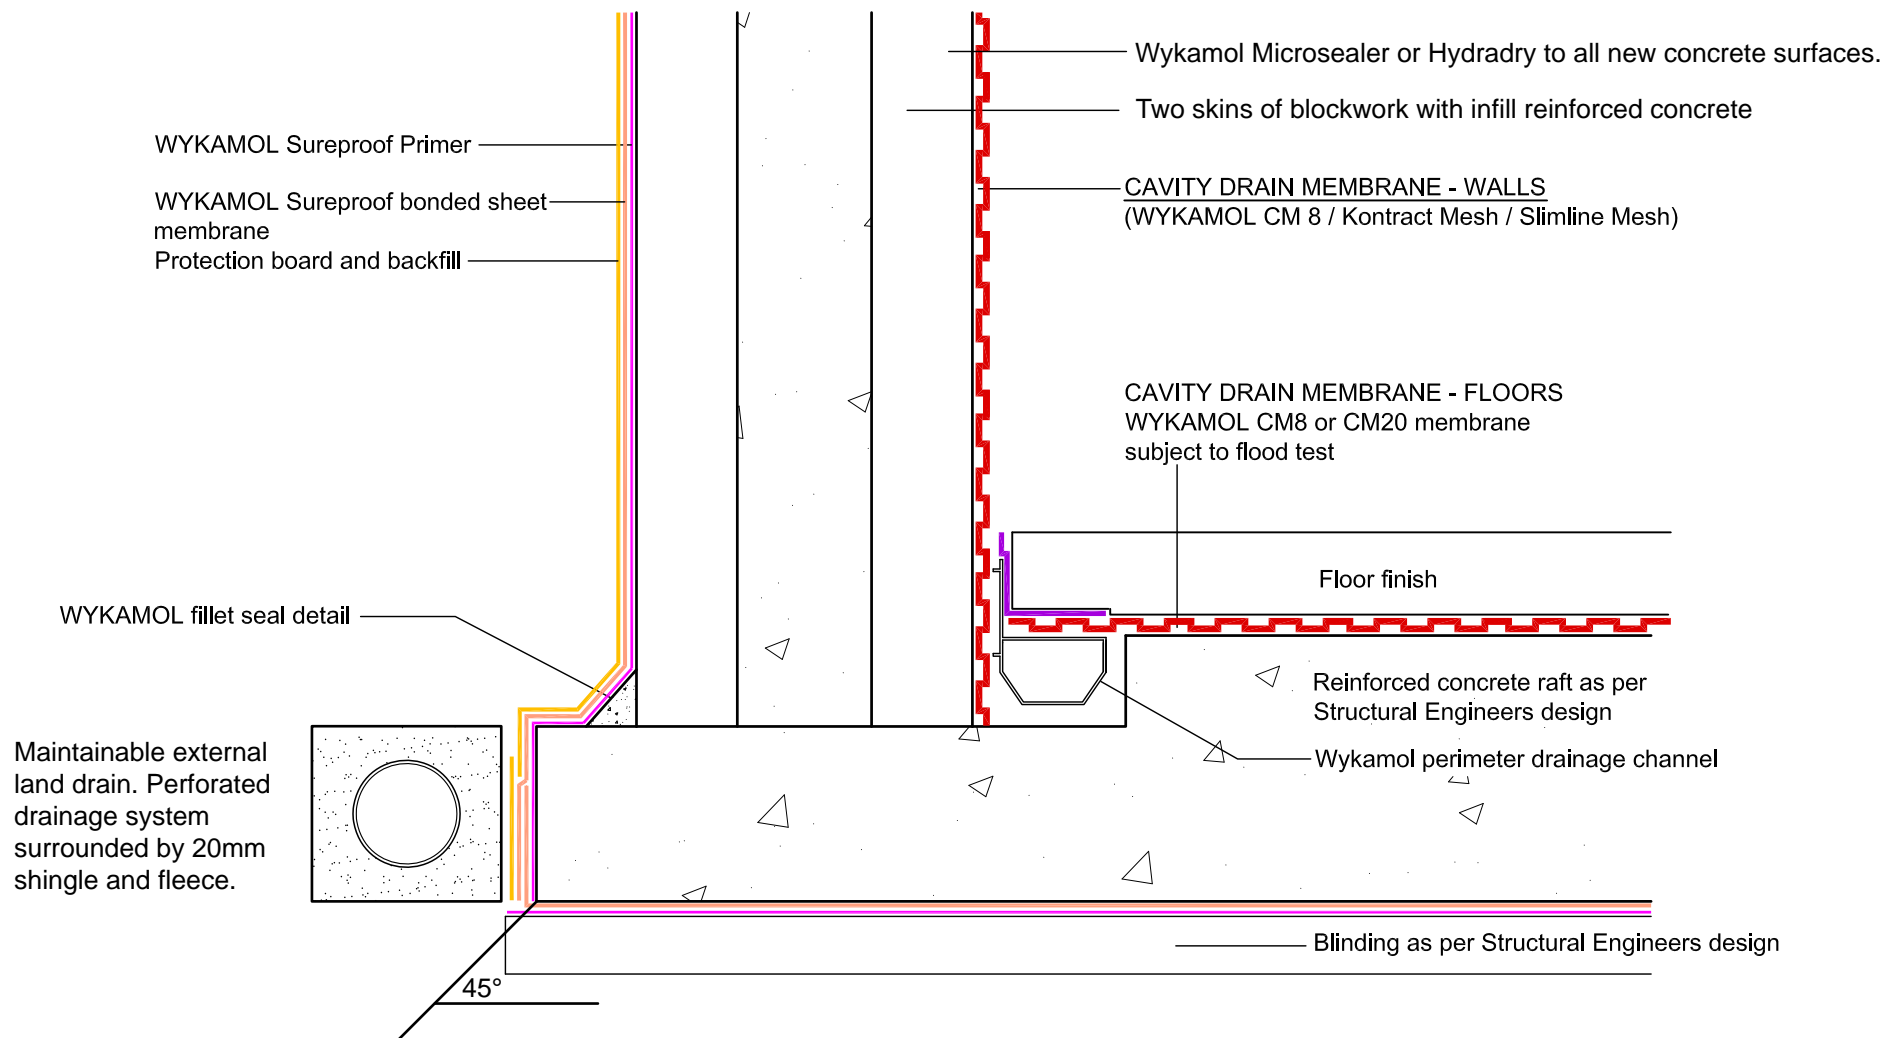 Wykamol Microsealer or Hydradry to all new concrete surfaces.
Two skins of blockwork with infill reinforced concrete
WYKAMOL Sureproof Primer
WYKAMOL Sureproof bonded sheet
membrane
Protection board and backfill
CAVITY DRAIN MEMBRANE - WALLS
(WYKAMOL CM 8 / Kontract Mesh / Slimline Mesh)
CAVITY DRAIN MEMBRANE - FLOORS
WYKAMOL CM8 or CM20 membrane
subject to flood test
Floor finish
WYKAMOL fillet seal detail
Reinforced concrete raft as per
Structural Engineers design
Wykamol perimeter drainage channel
Maintainable external
land drain. Perforated
drainage system
surrounded by 20mm
shingle and fleece.
Blinding as per Structural Engineers design
45°